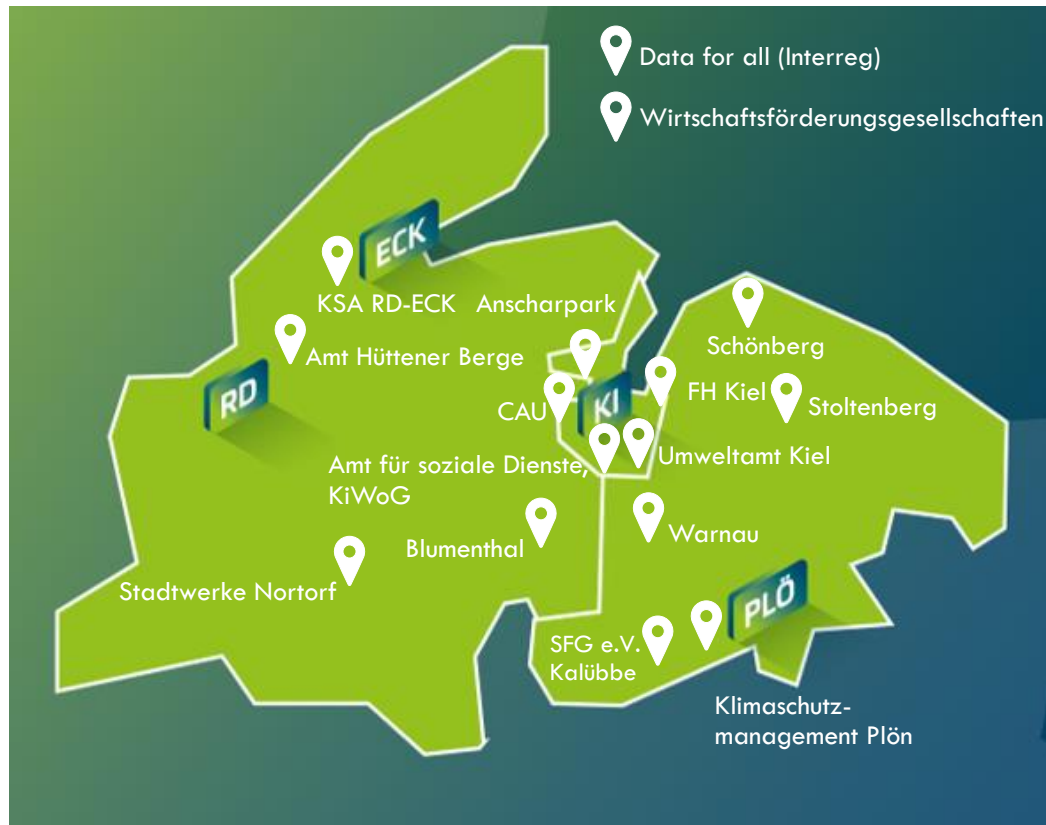 Data for all (Interreg)
Wirtschaftsförderungsgesellschaften
ECK
KSA RD-ECK
Anscharpark
Schönberg
Amt Hüttener Berge
RD
CAU
KI
FH Kiel
Stoltenberg
Amt für soziale Dienste,
KiWoG
Umweltamt Kiel
Blumenthal
Warnau
Stadtwerke Nortorf
PLÖ
SFG e.V.
Kalübbe
Klimaschutz-
management Plön